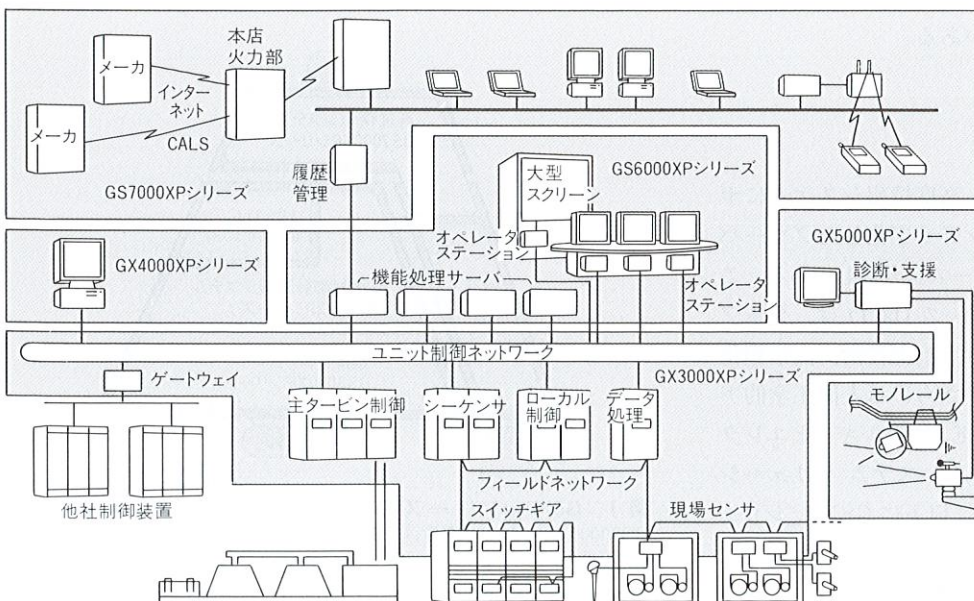 本店
火力部
メーカ
インター
ネット
メーカ
CALS
GS7000XPシリーズ
履歴
管理
大型
スクリーン
GS6000XPシリーズ
オペレータ
ステーション
GX4000XPシリーズ
機能処理サーバ
オペレータ
ステーション
GX5000XPシリーズ
診断・支援
ユニット制御ネットワーク
ゲートウェイ
GX3000XPシリーズ
主タービン制御
シーケンサ
ローカル
制御
データ
処理
モノレール
他社制御装置
フィールドネットワーク
スイッチギア
現場センサ